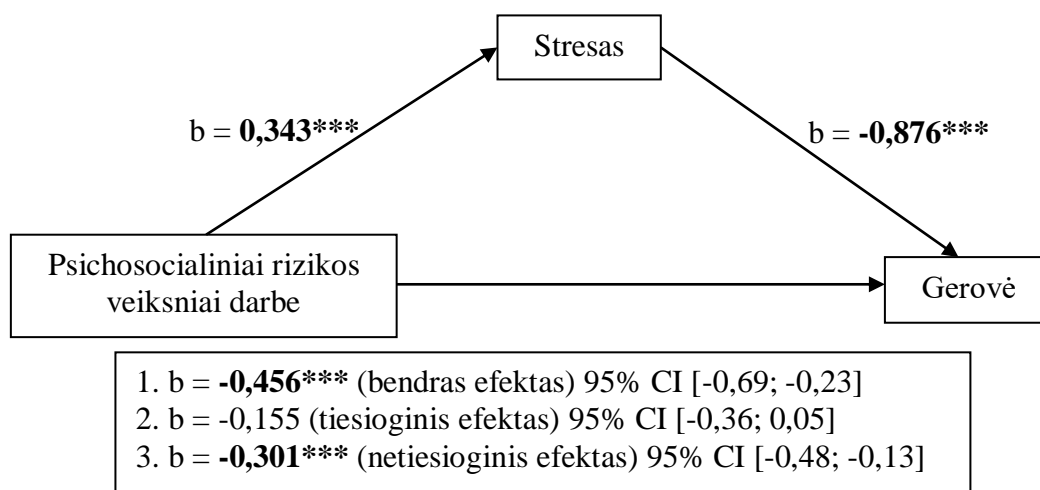 Stresas
b = 0,343***
b = -0,876***
Psichosocialiniai rizikos
veiksniai darbe
Gerovė
1. b = -0,456*** (bendras efektas) 95% CI [-0,69; -0,23]
2. b = -0,155 (tiesioginis efektas) 95% CI [-0,36; 0,05]
3. b = -0,301*** (netiesioginis efektas) 95% CI [-0,48; -0,13]